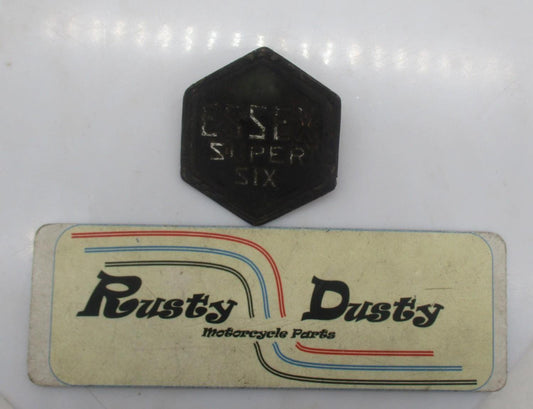 ESSEX
SUPER
SIX
Rusty Dusty
Motorcycle Parts